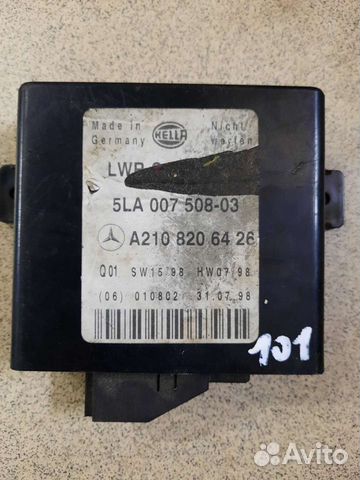 Made in
Germany
HELLA
Nicht
werfen
LWR
5LA 007 508-03
A210 820 64 26
Q01 SW15/98 HW07/98
(06) 010802 31.07.98
101
Avito